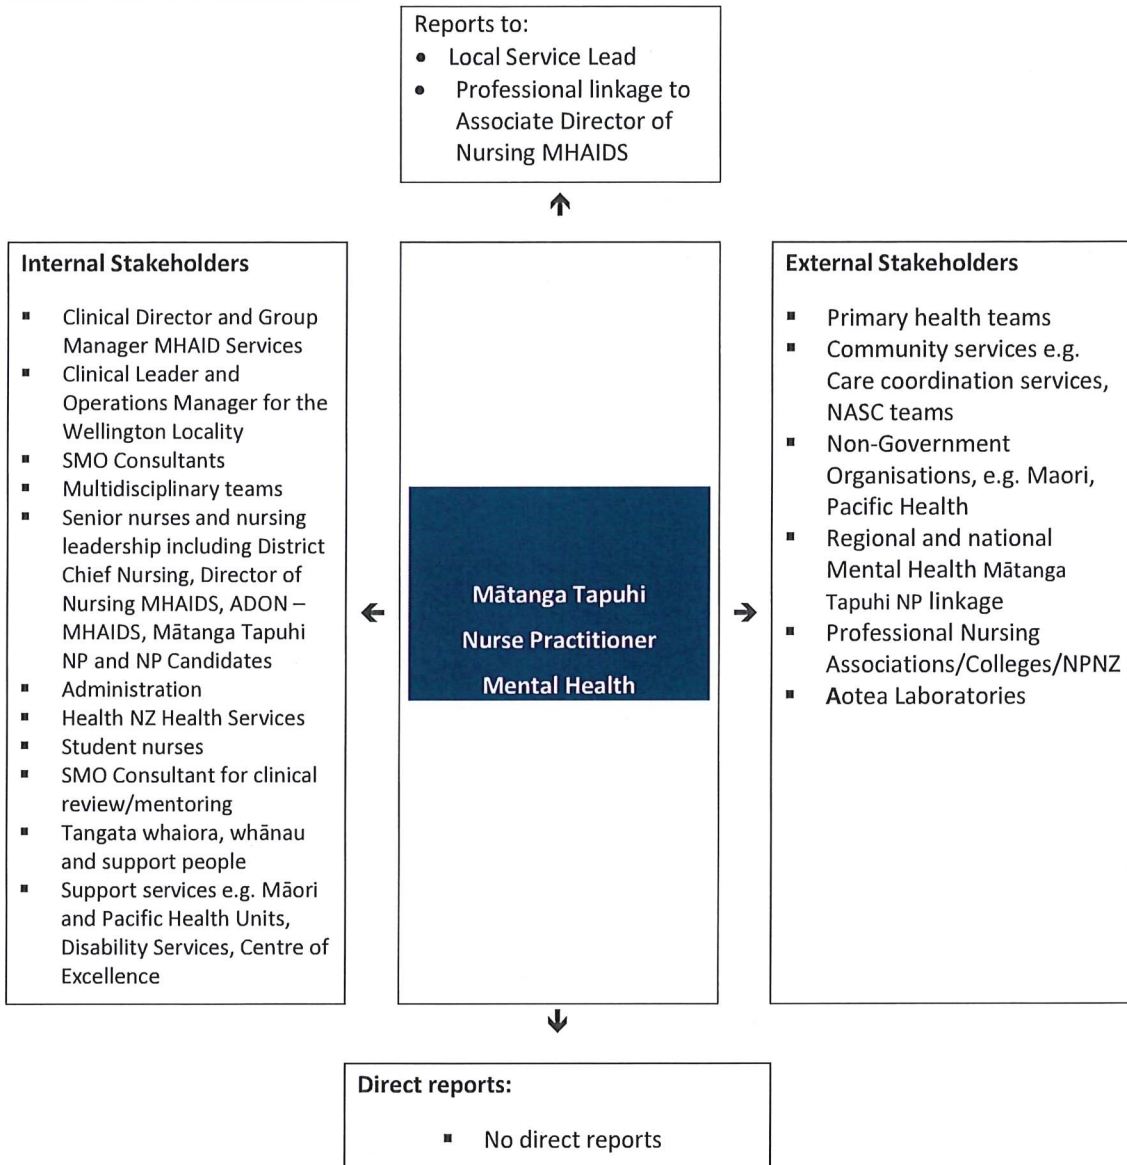 Reports to:
• Local Service Lead
• Professional linkage to
Associate Director of
Nursing MHAIDS
Internal Stakeholders
▪ Clinical Director and Group
Manager MHAID Services
▪ Clinical Leader and
Operations Manager for the
Wellington Locality
▪ SMO Consultants
▪ Multidisciplinary teams
▪ Senior nurses and nursing
leadership including District
Chief Nursing, Director of
Nursing MHAIDS, ADON –
MHAIDS, Mātanga Tapuhi
NP and NP Candidates
▪ Administration
▪ Health NZ Health Services
▪ Student nurses
▪ SMO Consultant for clinical
review/mentoring
▪ Tangata whaiora, whānau
and support people
▪ Support services e.g. Māori
and Pacific Health Units,
Disability Services, Centre of
Excellence
Mātanga Tapuhi
Nurse Practitioner
Mental Health
External Stakeholders
▪ Primary health teams
▪ Community services e.g.
Care coordination services,
NASC teams
▪ Non-Government
Organisations, e.g. Maori,
Pacific Health
▪ Regional and national
Mental Health Mātanga
Tapuhi NP linkage
▪ Professional Nursing
Associations/Colleges/NPNZ
▪ Aotea Laboratories
Direct reports:
▪ No direct reports